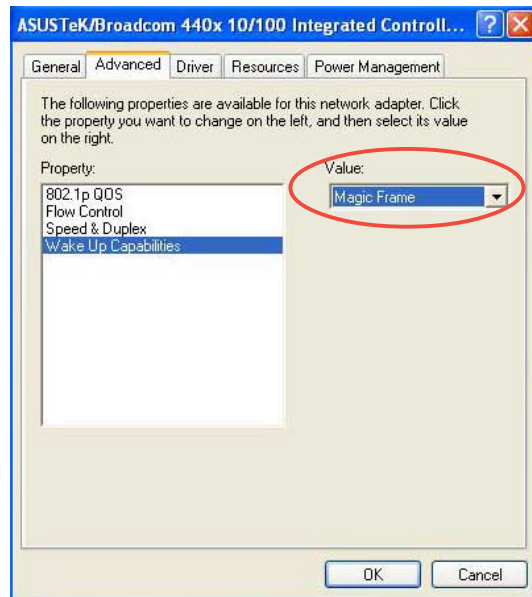 ASUSTeK/Broadcom 440x 10/100 Integrated Controll...
General Advanced Driver Resources Power Management
The following properties are available for this network adapter. Click
the property you want to change on the left, and then select its value
on the right.
Property:
802.1p QOS
Flow Control
Speed & Duplex
Wake Up Capabilities
Value:
Magic Frame
OK Cancel